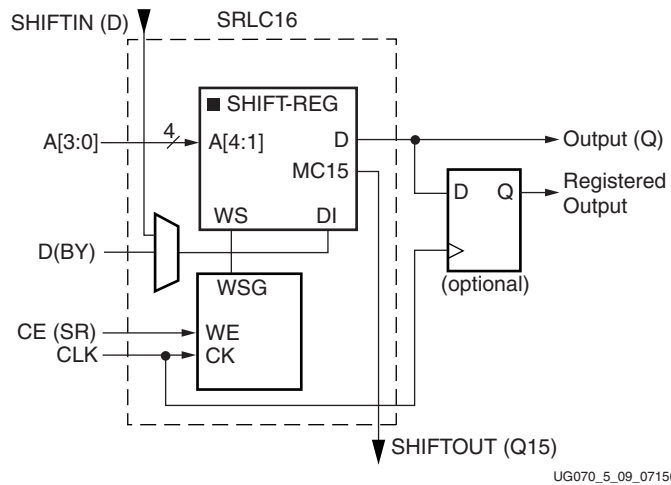 SHIFTIN (D)
SRLC16
SHIFT-REG
A[3:0]
4
A[4:1]
D
MC15
Output (Q)
D
Q
Registered
Output
WS
DI
D(BY)
(optional)
WSG
CE (SR)
WE
CLK
CK
SHIFTOUT (Q15)